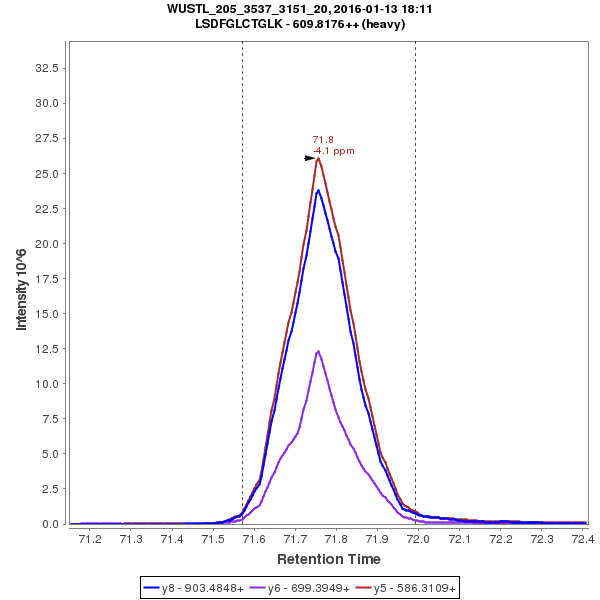 WUSTL_205_3537_3151_20, 2016-01-13 18:11
LSDFGLCTGLK - 609.8176++ (heavy)
Intensity 10^6
32.5
30.0
27.5
25.0
22.5
20.0
17.5
15.0
12.5
10.0
7.5
5.0
2.5
0.0
71.8
-4.1 ppm
71.2 71.3 71.4 71.5 71.6 71.7 71.8 71.9 72.0 72.1 72.2 72.3 72.4
Retention Time
y8 - 903.4848+ y6 - 699.3949+ y5 - 586.3109+